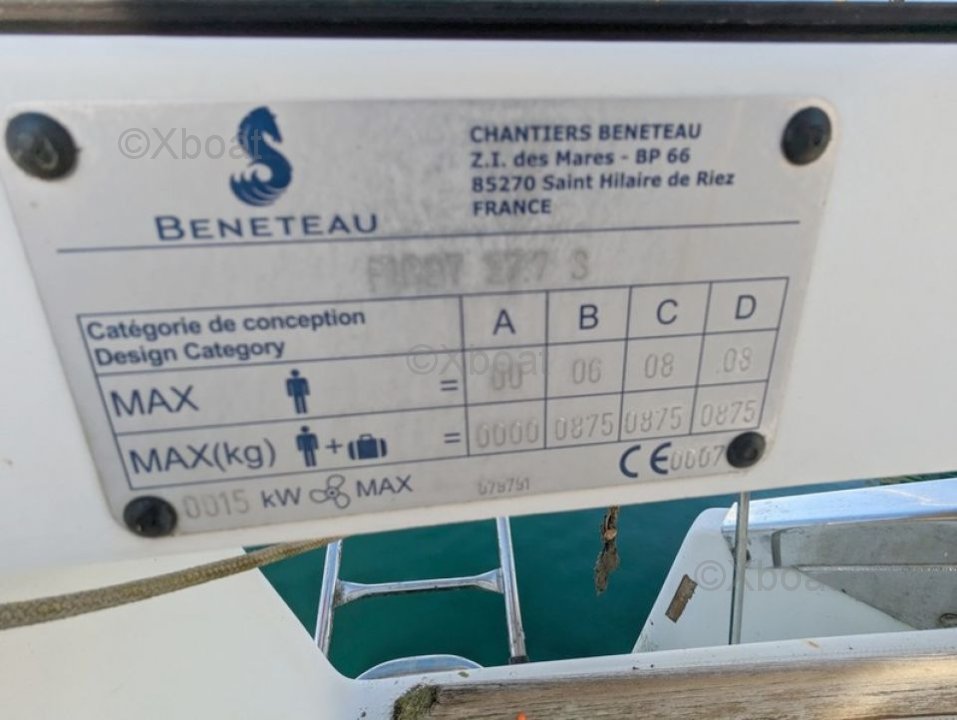 ©Xboat
BENETEAU
CHANTIERS BENETEAU
Z.I. des Mares - BP 66
85270 Saint Hilaire de Riez
FRANCE
FIRST 27.7 S
Catégorie de conception
Design Category
A B C D
©Xboat
MAX = 00 06 08 08
MAX(kg) + = 0000 0875 0875 0875
0015 kW MAX
CE 0607
©Xboat